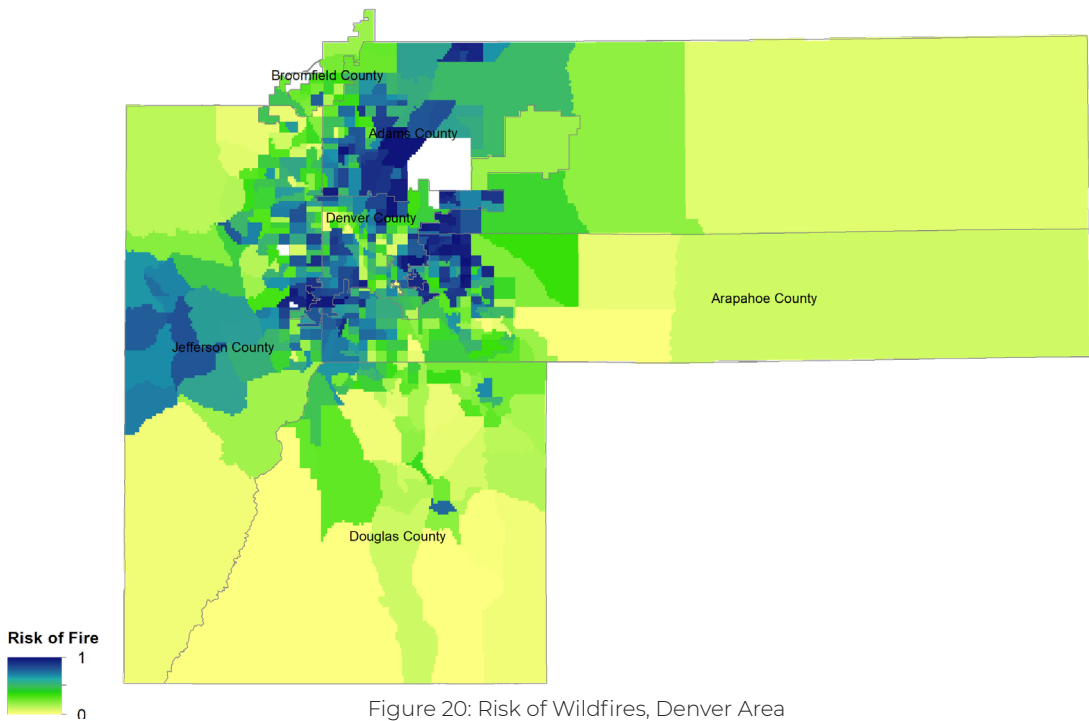 Broomfield County
Adams County
Denver County
Arapahoe County
Jefferson County
Douglas County
Risk of Fire
1
0
Figure 20: Risk of Wildfires, Denver Area